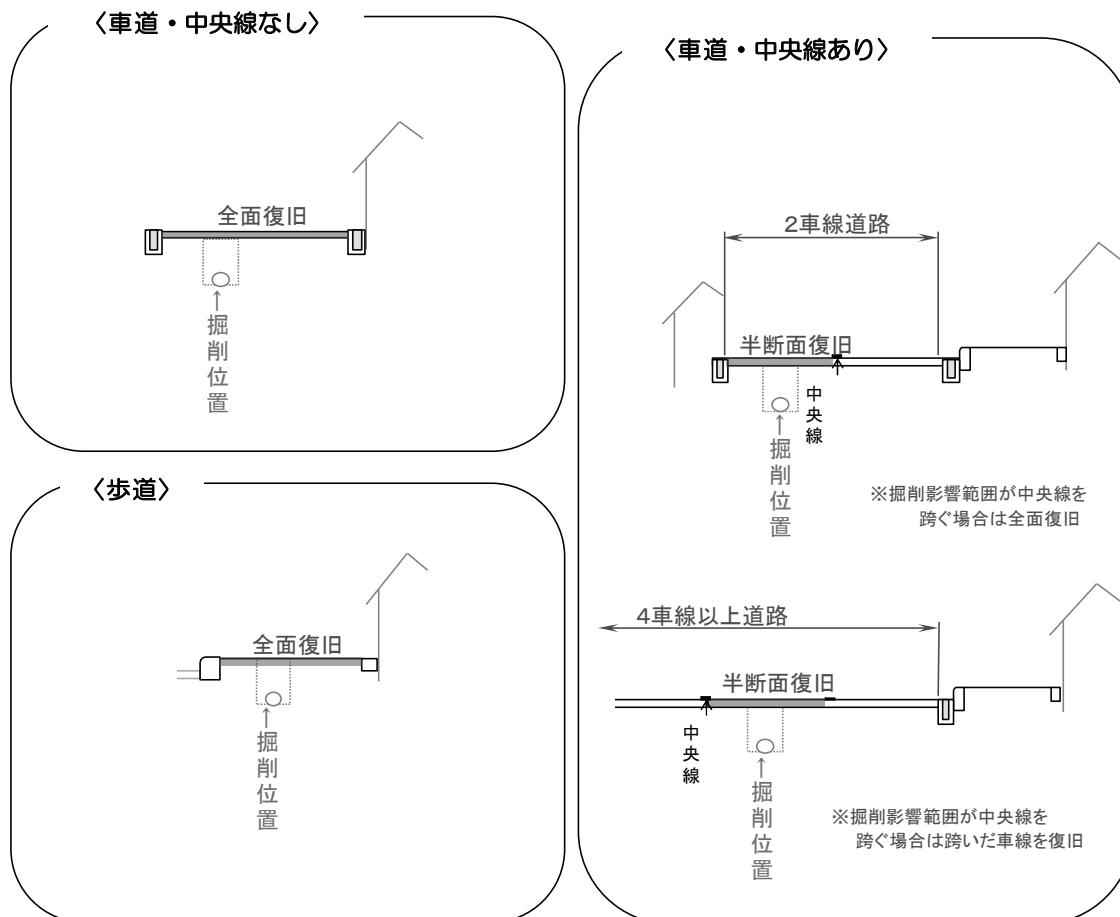 〈車道・中央線なし〉
全面復旧
↑掘削位置
〈歩道〉
全面復旧
↑掘削位置
〈車道・中央線あり〉
2車線道路
半断面復旧
中央線
↑掘削位置
※掘削影響範囲が中央線を
跨ぐ場合は全面復旧
4車線以上道路
半断面復旧
中央線
↑掘削位置
※掘削影響範囲が中央線を
跨ぐ場合は跨いだ車線を復旧